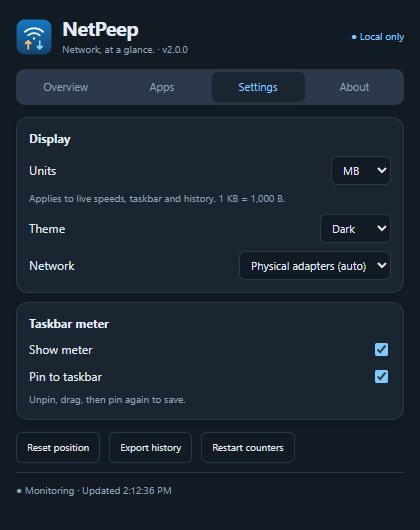 NetPeep
Network, at a glance. · v2.0.0
● Local only
Overview Apps Settings About
Display
Units MB
Applies to live speeds, taskbar and history. 1 KB = 1,000 B.
Theme Dark
Network Physical adapters (auto)
Taskbar meter
Show meter
Pin to taskbar
Unpin, drag, then pin again to save.
Reset position Export history Restart counters
● Monitoring · Updated 2:12:36 PM